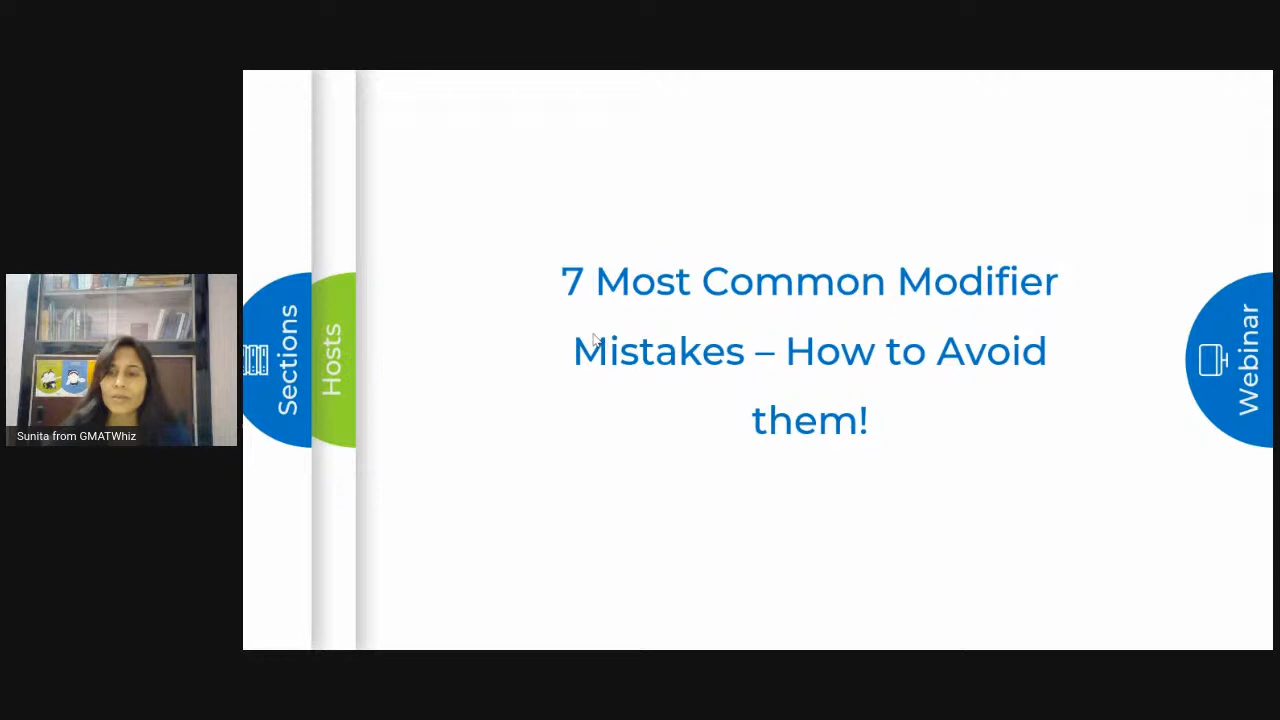 Sunita from GMATWhiz
Sections
Hosts
7 Most Common Modifier
Mistakes – How to Avoid
them!
Webinar